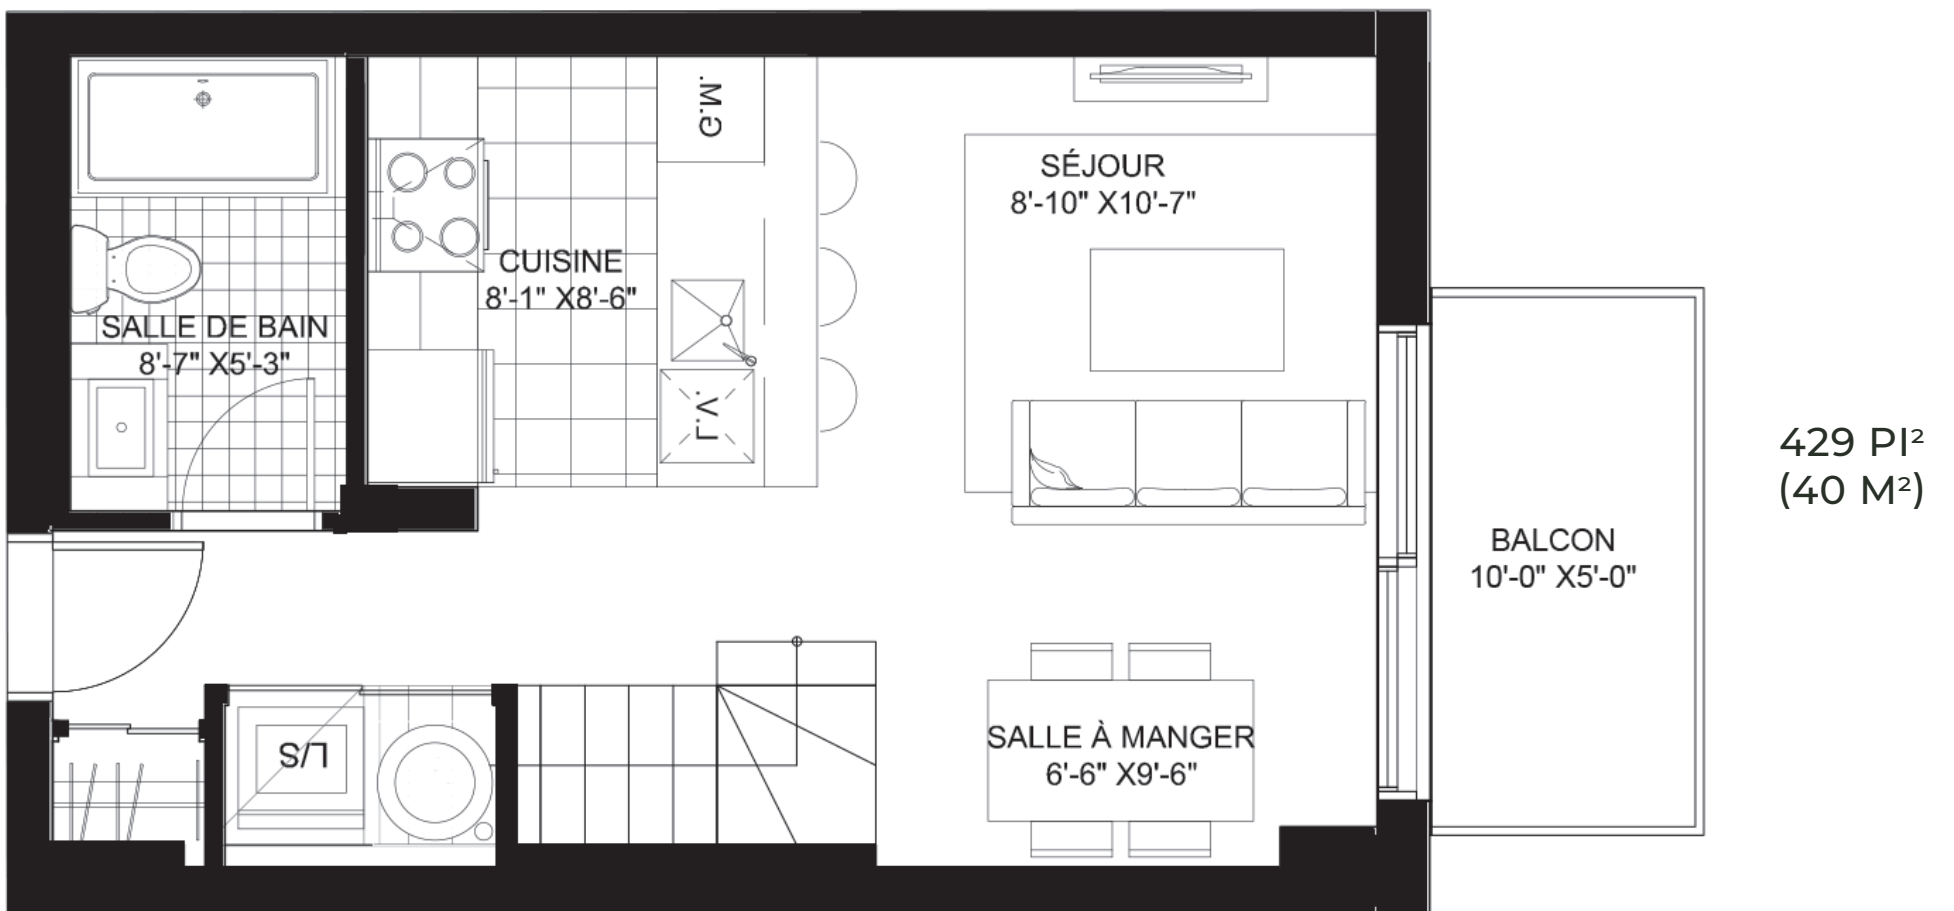 M.G.
SÉJOUR
8'-10" X10'-7"
CUISINE
8'-1" X8'-6"
SALLE DE BAIN
8'-7" X5'-3"
L.V.
429 PI²
(40 M²)
BALCON
10'-0" X5'-0"
SALLE À MANGER
6'-6" X9'-6"
L/S